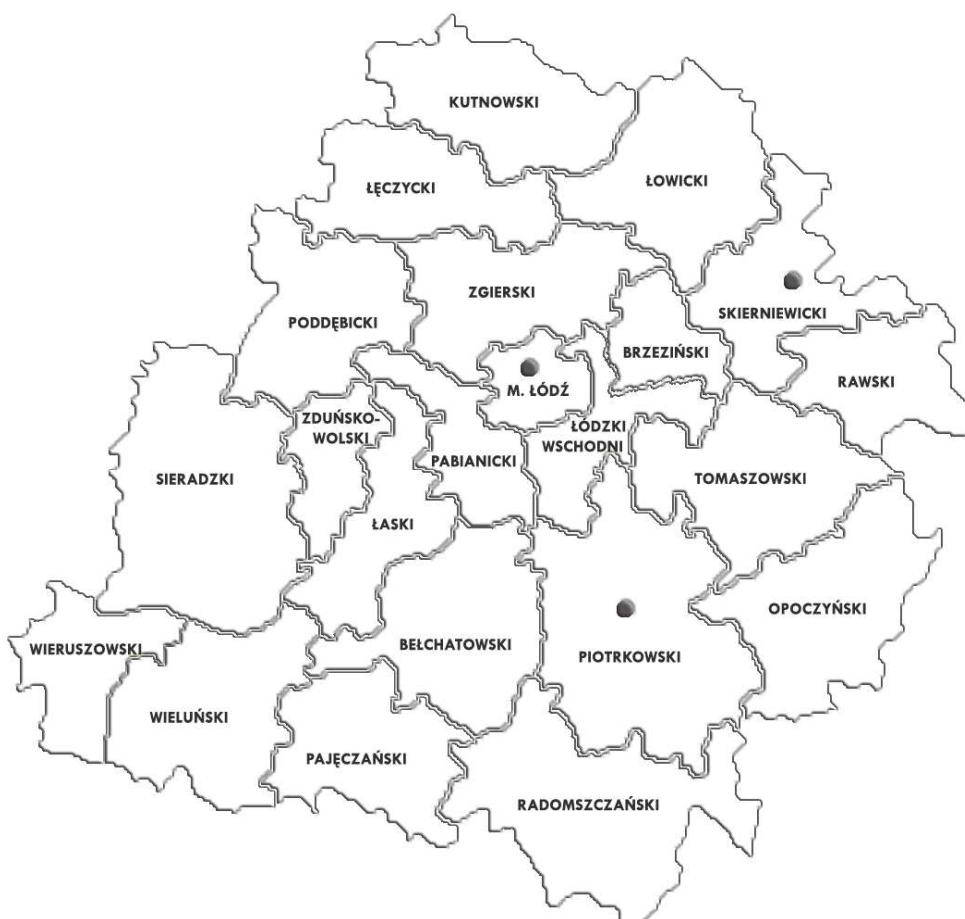 KUTNOWSKI
ŁĘCZYCKI
ŁOWICKI
ZGIERSKI
SKIERNIEWICKI
PODDĘBICKI
BRZEZIŃSKI
RAWSKI
M. ŁÓDŹ
ZDUŃSKO-
WOLSKI
ŁÓDZKI
WSCHODNI
PABIANICKI
SIERADZKI
TOMASZOWSKI
ŁASKI
OPOCZYŃSKI
WIERUSZOWSKI
BEŁCHATOWSKI
PIOTRKOWSKI
WIELUŃSKI
PAJĘCZAŃSKI
RADOMSZCZAŃSKI